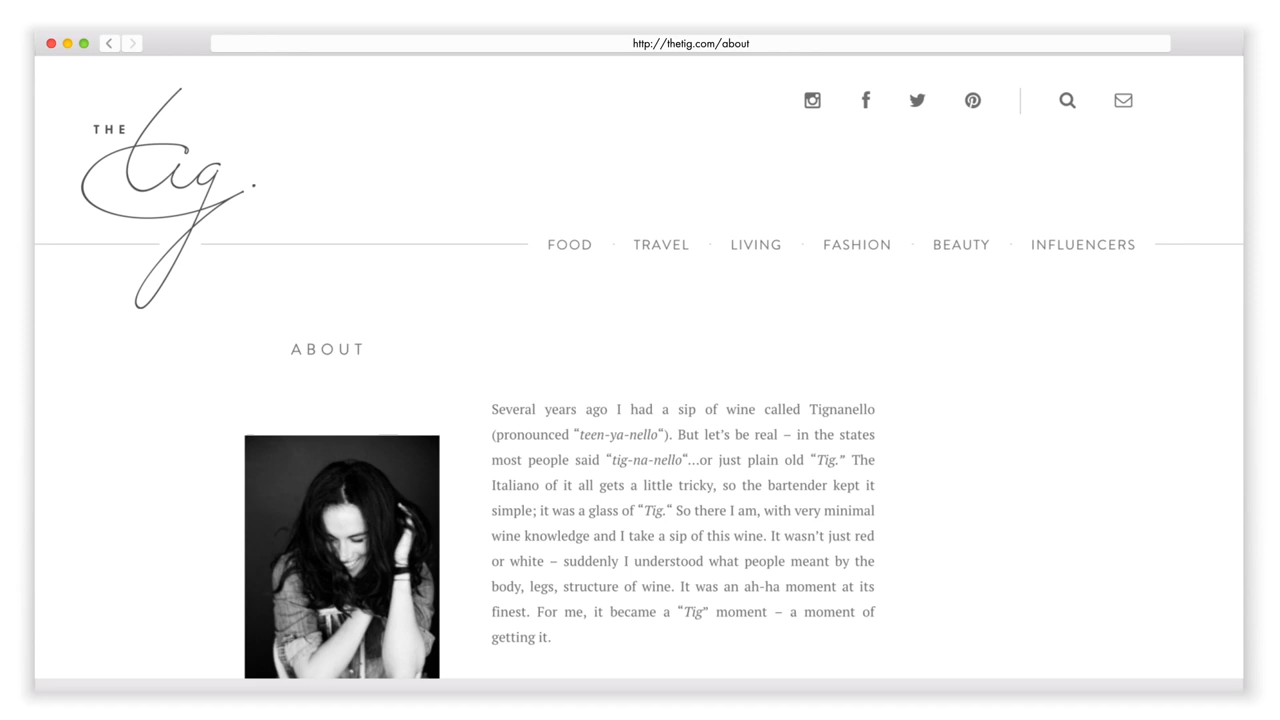 http://thetig.com/about
THE
tig.
FOOD · TRAVEL · LIVING · FASHION · BEAUTY · INFLUENCERS
ABOUT
Several years ago I had a sip of wine called Tignanello
(pronounced “teen-ya-nello“). But let’s be real – in the states
most people said “tig-na-nello“...or just plain old “Tig.” The
Italiano of it all gets a little tricky, so the bartender kept it
simple; it was a glass of “Tig.“ So there I am, with very minimal
wine knowledge and I take a sip of this wine. It wasn’t just red
or white – suddenly I understood what people meant by the
body, legs, structure of wine. It was an ah-ha moment at its
finest. For me, it became a “Tig” moment – a moment of
getting it.